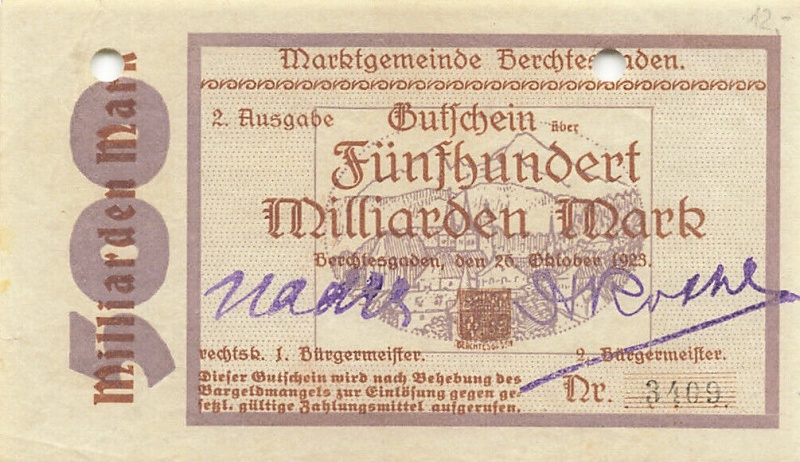 12,-
500
Milliarden Mark
Marktgemeinde Berchtesgaden.
2. Ausgabe
Gutschein über
Fünfhundert
Milliarden Mark
Berchtesgaden, den 26. Oktober 1923.
rechtsk. 1. Bürgermeister.
2. Bürgermeister.
Dieser Gutschein wird nach Behebung des
Bargeldmangels zur Einlösung gegen ge-
setzl. gültige Zahlungsmittel aufgerufen.
Nr. 3409